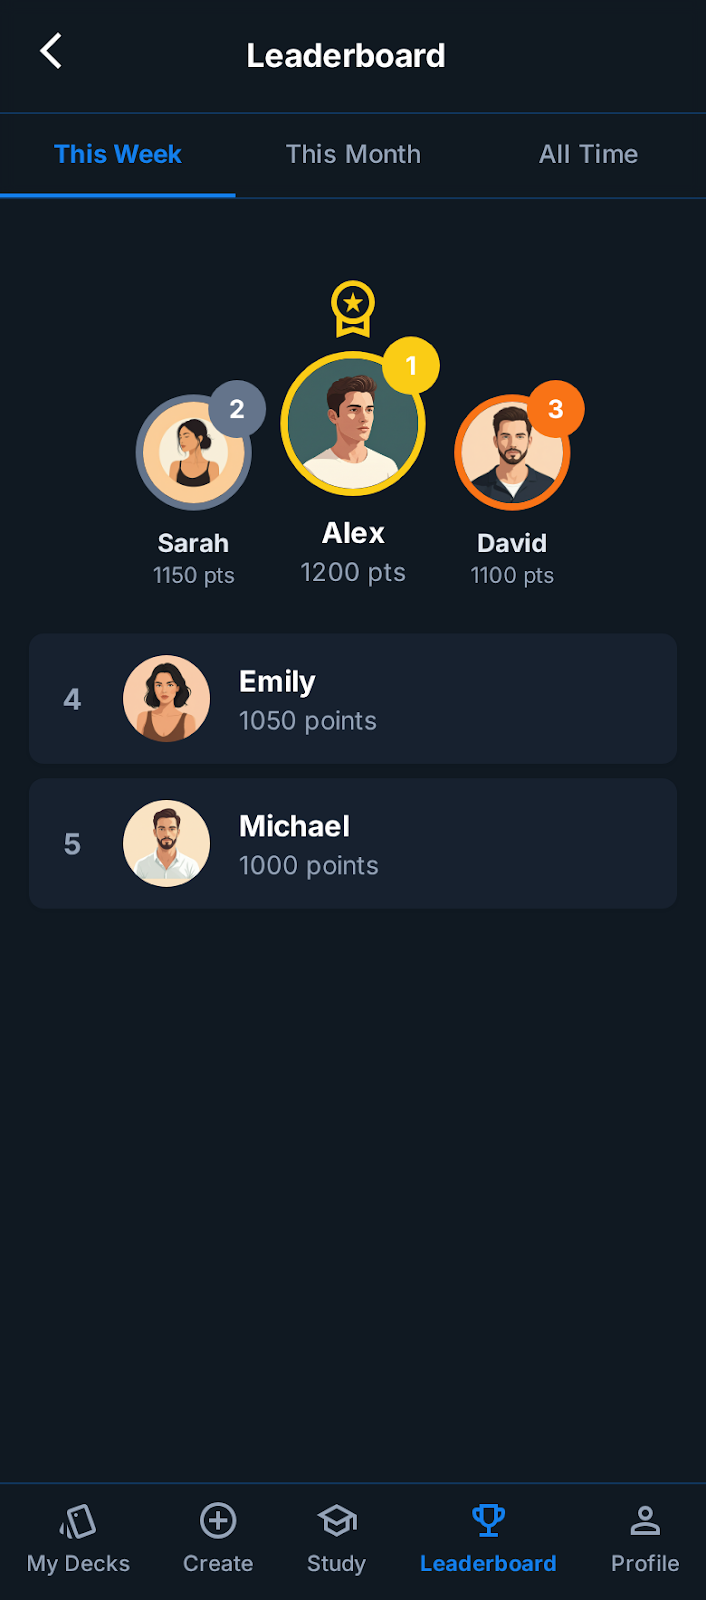 Leaderboard
This Week
This Month
All Time
1
2
3
Sarah
1150 pts
Alex
1200 pts
David
1100 pts
4
Emily
1050 points
5
Michael
1000 points
My Decks
Create
Study
Leaderboard
Profile